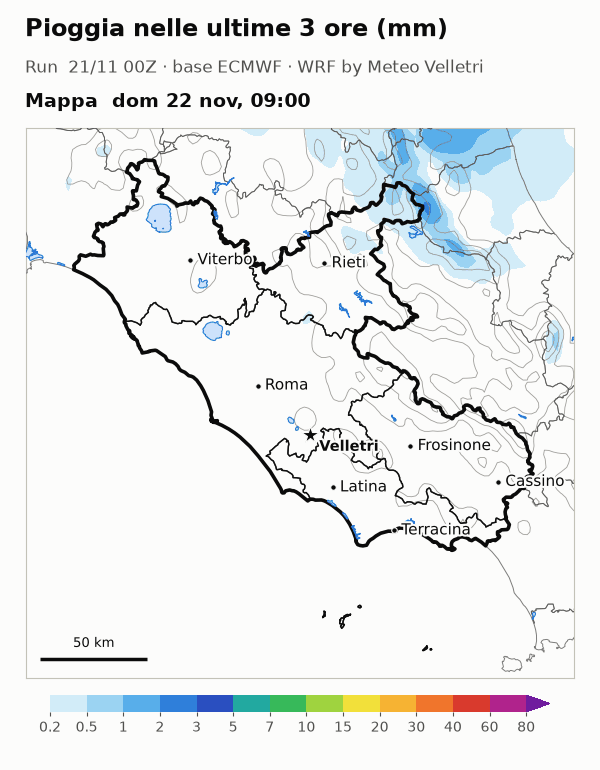 Pioggia nelle ultime 3 ore (mm)
Run  21/11 00Z · base ECMWF · WRF by Meteo Velletri
Mappa  dom 22 nov, 09:00
Viterbo
Rieti
Roma
Velletri
Frosinone
Latina
Cassino
Terracina
50 km
0.2 0.5 1 2 3 5 7 10 15 20 30 40 60 80